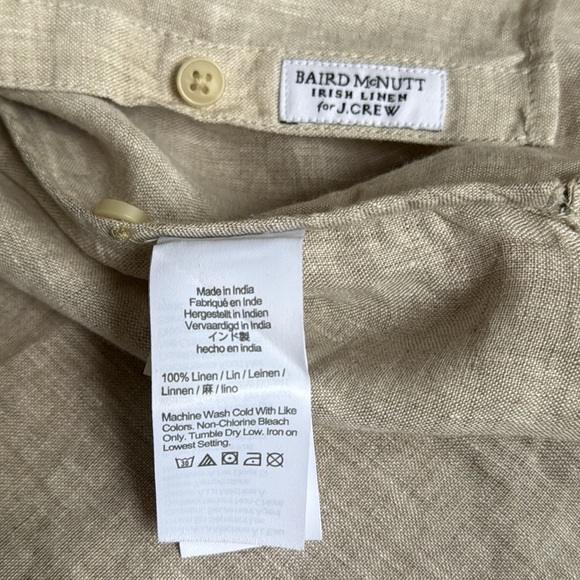 BAIRD McNUTT
IRISH LINEN
for J.CREW
Made in India
Fabriqué en Inde
Hergestellt in Indien
Vervaardigd in India
インド製
hecho en India
100% Linen / Lin / Leinen /
Linnen / 麻 / lino
Machine Wash Cold With Like
Colors. Non-Chlorine Bleach
Only. Tumble Dry Low. Iron on
Lowest Setting.
30